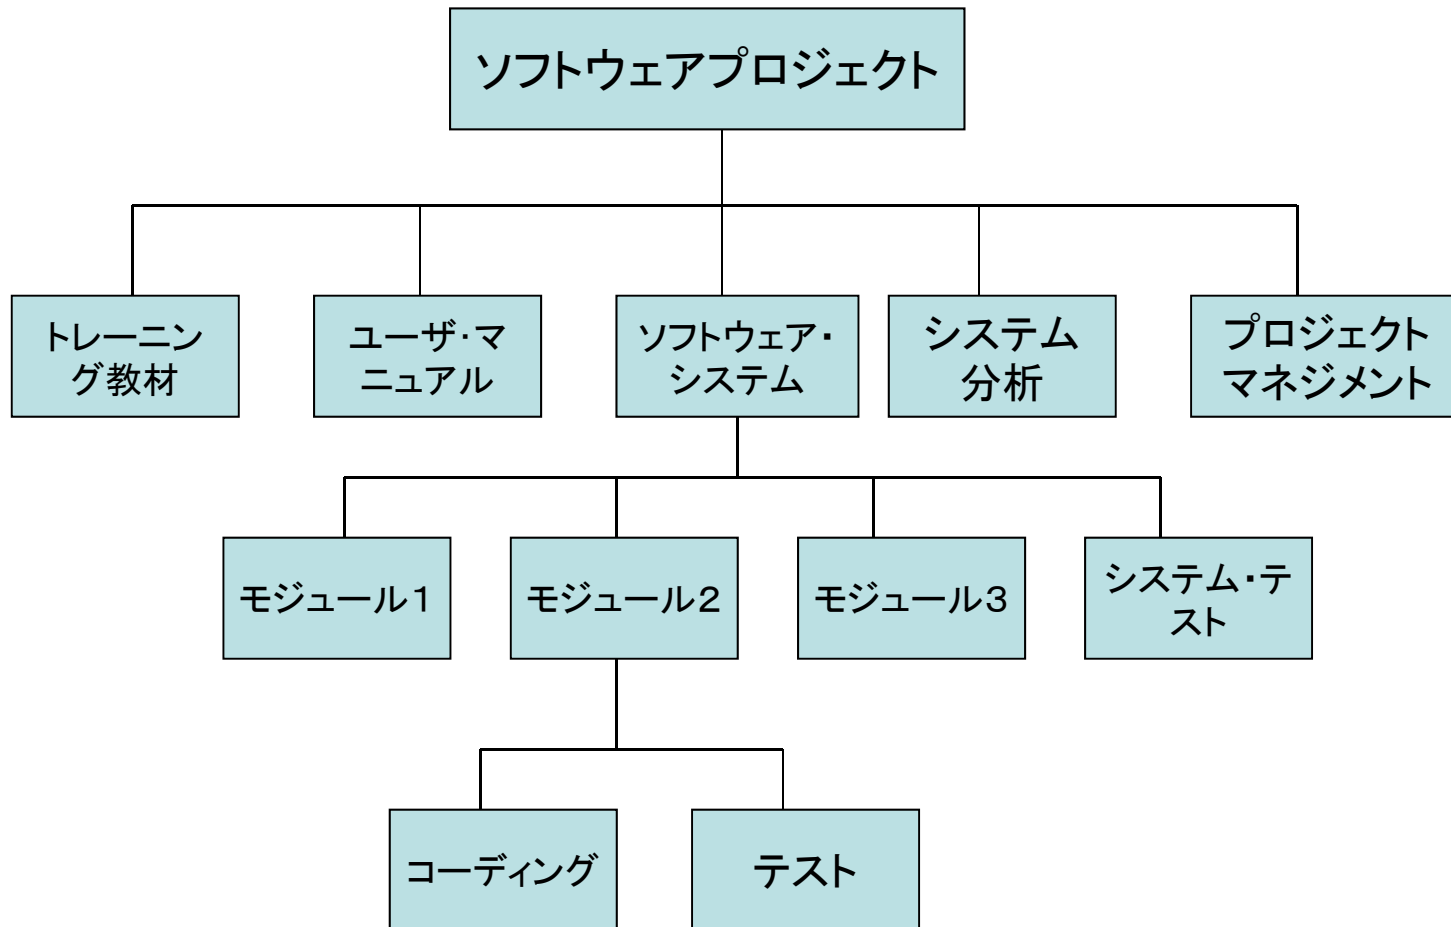 ソフトウェアプロジェクト
トレーニン
グ教材
ユーザ・マ
ニュアル
ソフトウェア・
システム
システム
分析
プロジェクト
マネジメント
モジュール1
モジュール2
モジュール3
システム・テ
スト
コーディング
テスト